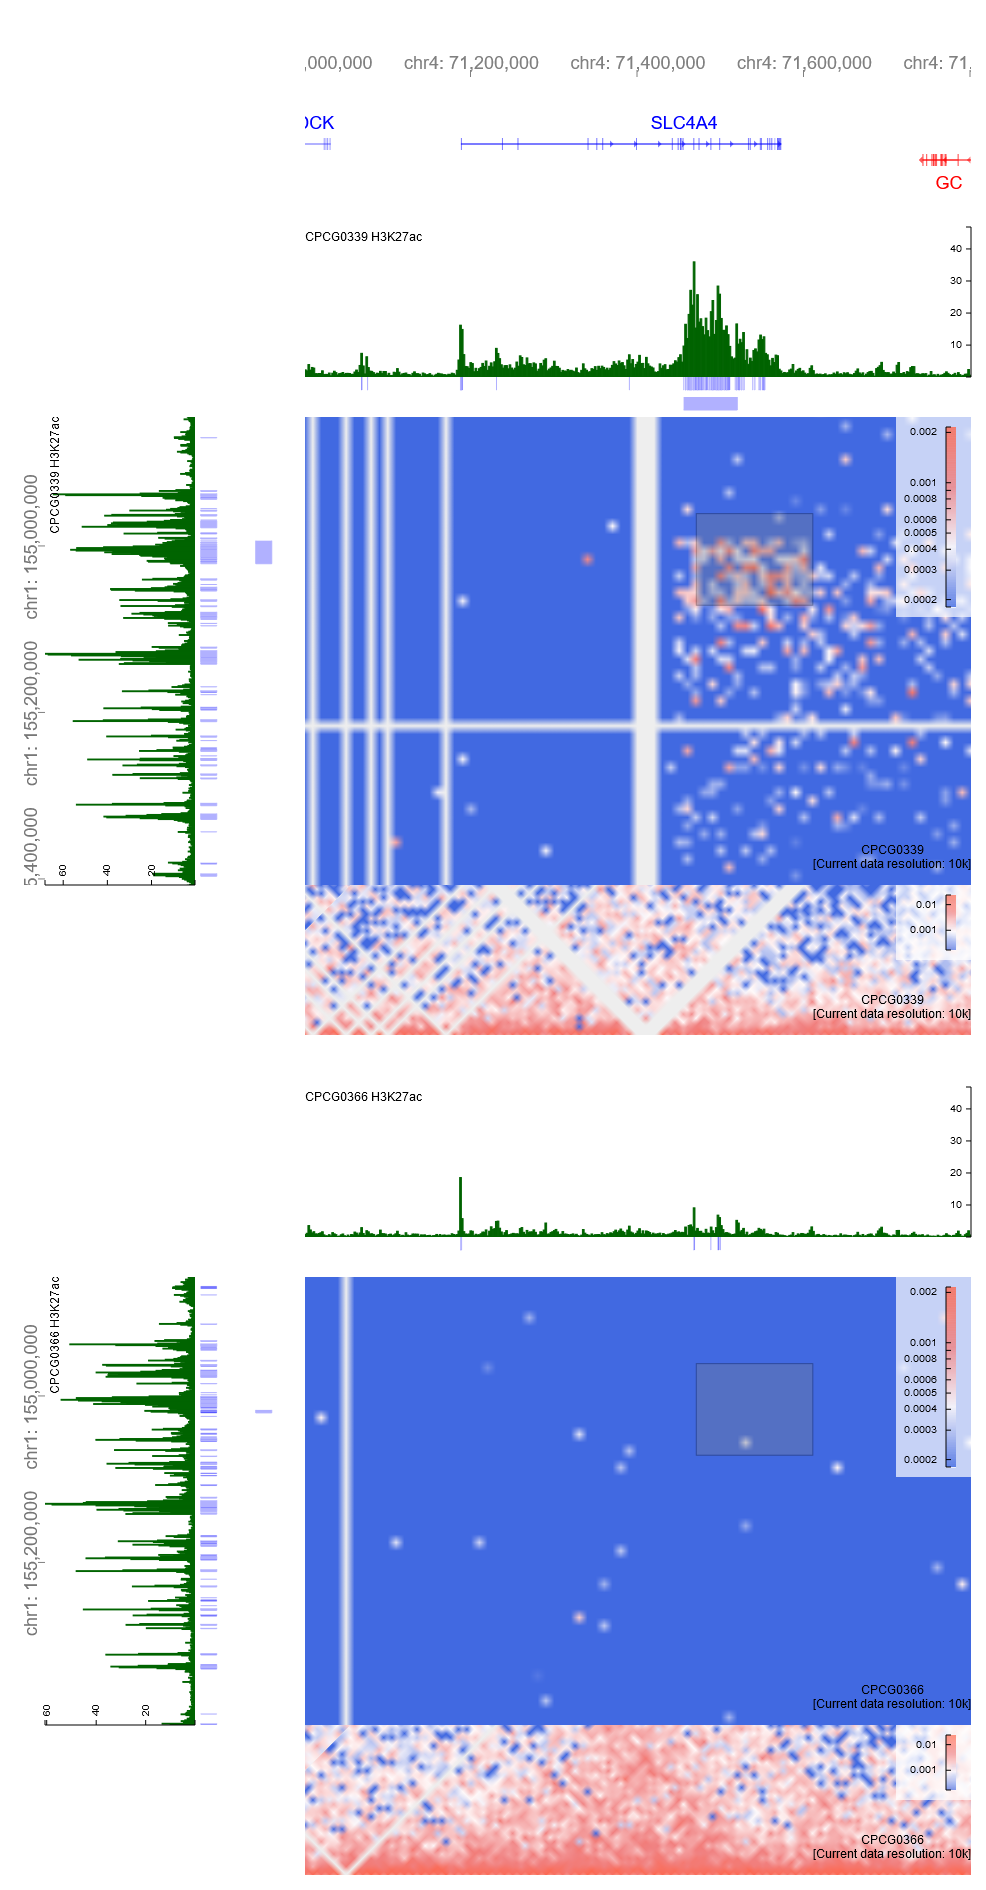 ,000,000 chr4: 71,200,000 chr4: 71,400,000 chr4: 71,600,000 chr4: 71,
OCK SLC4A4
GC
CPCG0339 H3K27ac
40
30
20
10
CPCG0339 H3K27ac
chr1: 155,000,000
chr1: 155,200,000
5,400,000
60 40 20
0.002
0.001
0.0008
0.0006
0.0005
0.0004
0.0003
0.0002
CPCG0339
[Current data resolution: 10k]
0.01
0.001
CPCG0339
[Current data resolution: 10k]
CPCG0366 H3K27ac
40
30
20
10
CPCG0366 H3K27ac
chr1: 155,000,000
chr1: 155,200,000
60 40 20
0.002
0.001
0.0008
0.0006
0.0005
0.0004
0.0003
0.0002
CPCG0366
[Current data resolution: 10k]
0.01
0.001
CPCG0366
[Current data resolution: 10k]